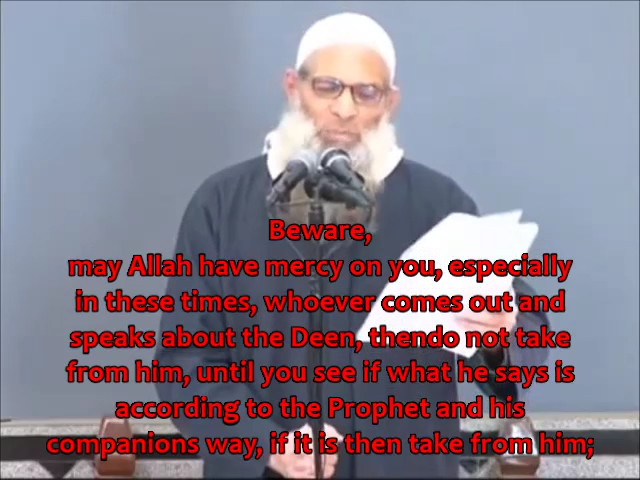 Beware,
may Allah have mercy on you, especially
in these times, whoever comes out and
speaks about the Deen, thendo not take
from him, until you see if what he says is
according to the Prophet and his
companions way, if it is then take from him;